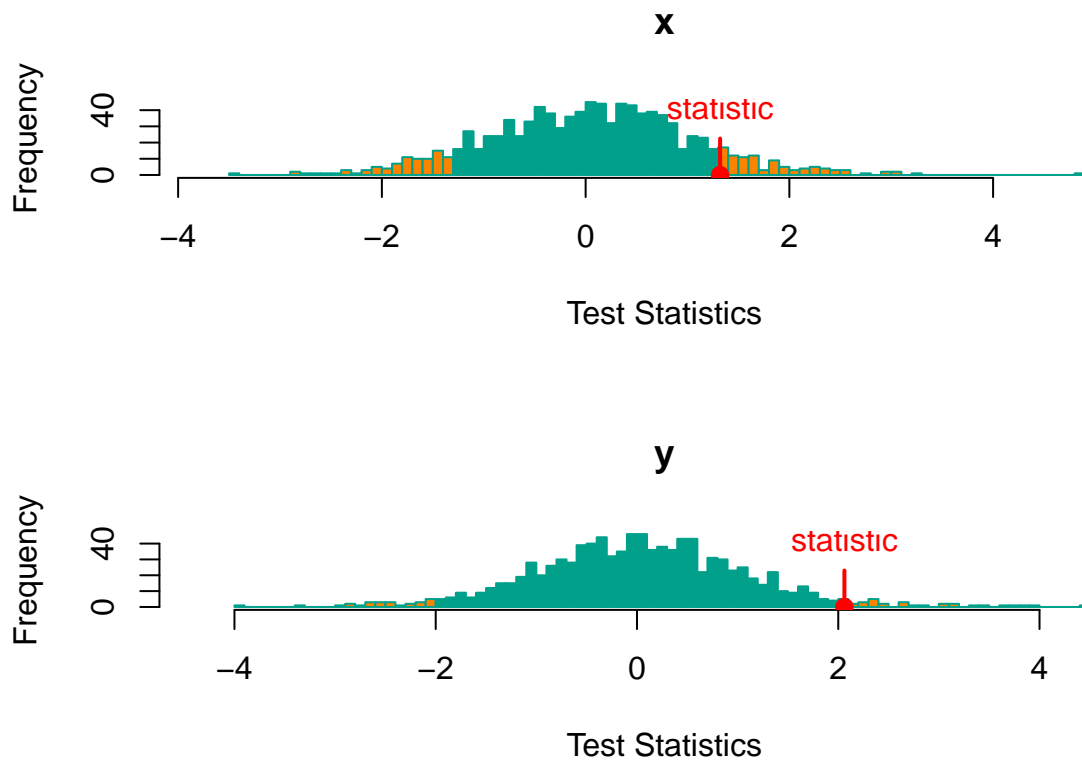 x
Frequency
40
0
statistic
−4 −2 0 2 4
Test Statistics
y
Frequency
40
0
statistic
−4 −2 0 2 4
Test Statistics